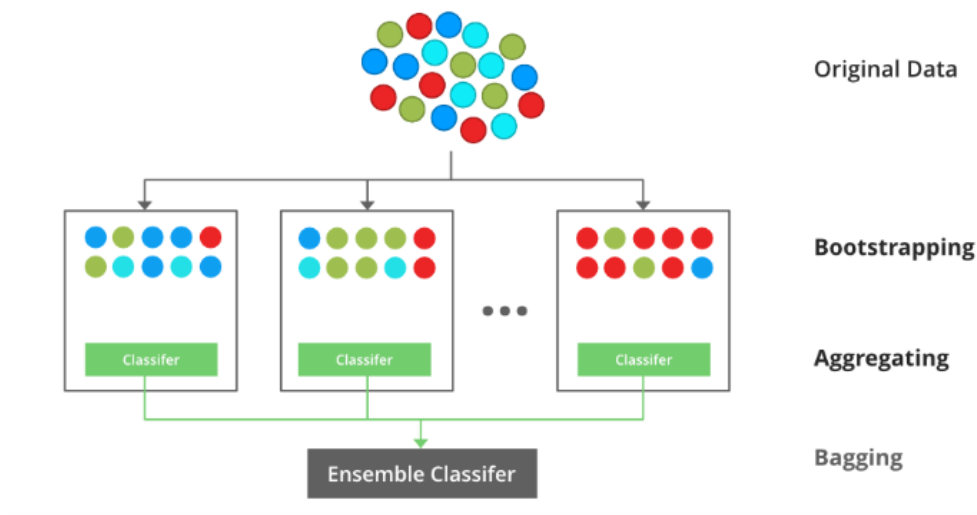 Original Data
Bootstrapping
Classifer
Classifer
Classifer
Aggregating
Ensemble Classifer
Bagging